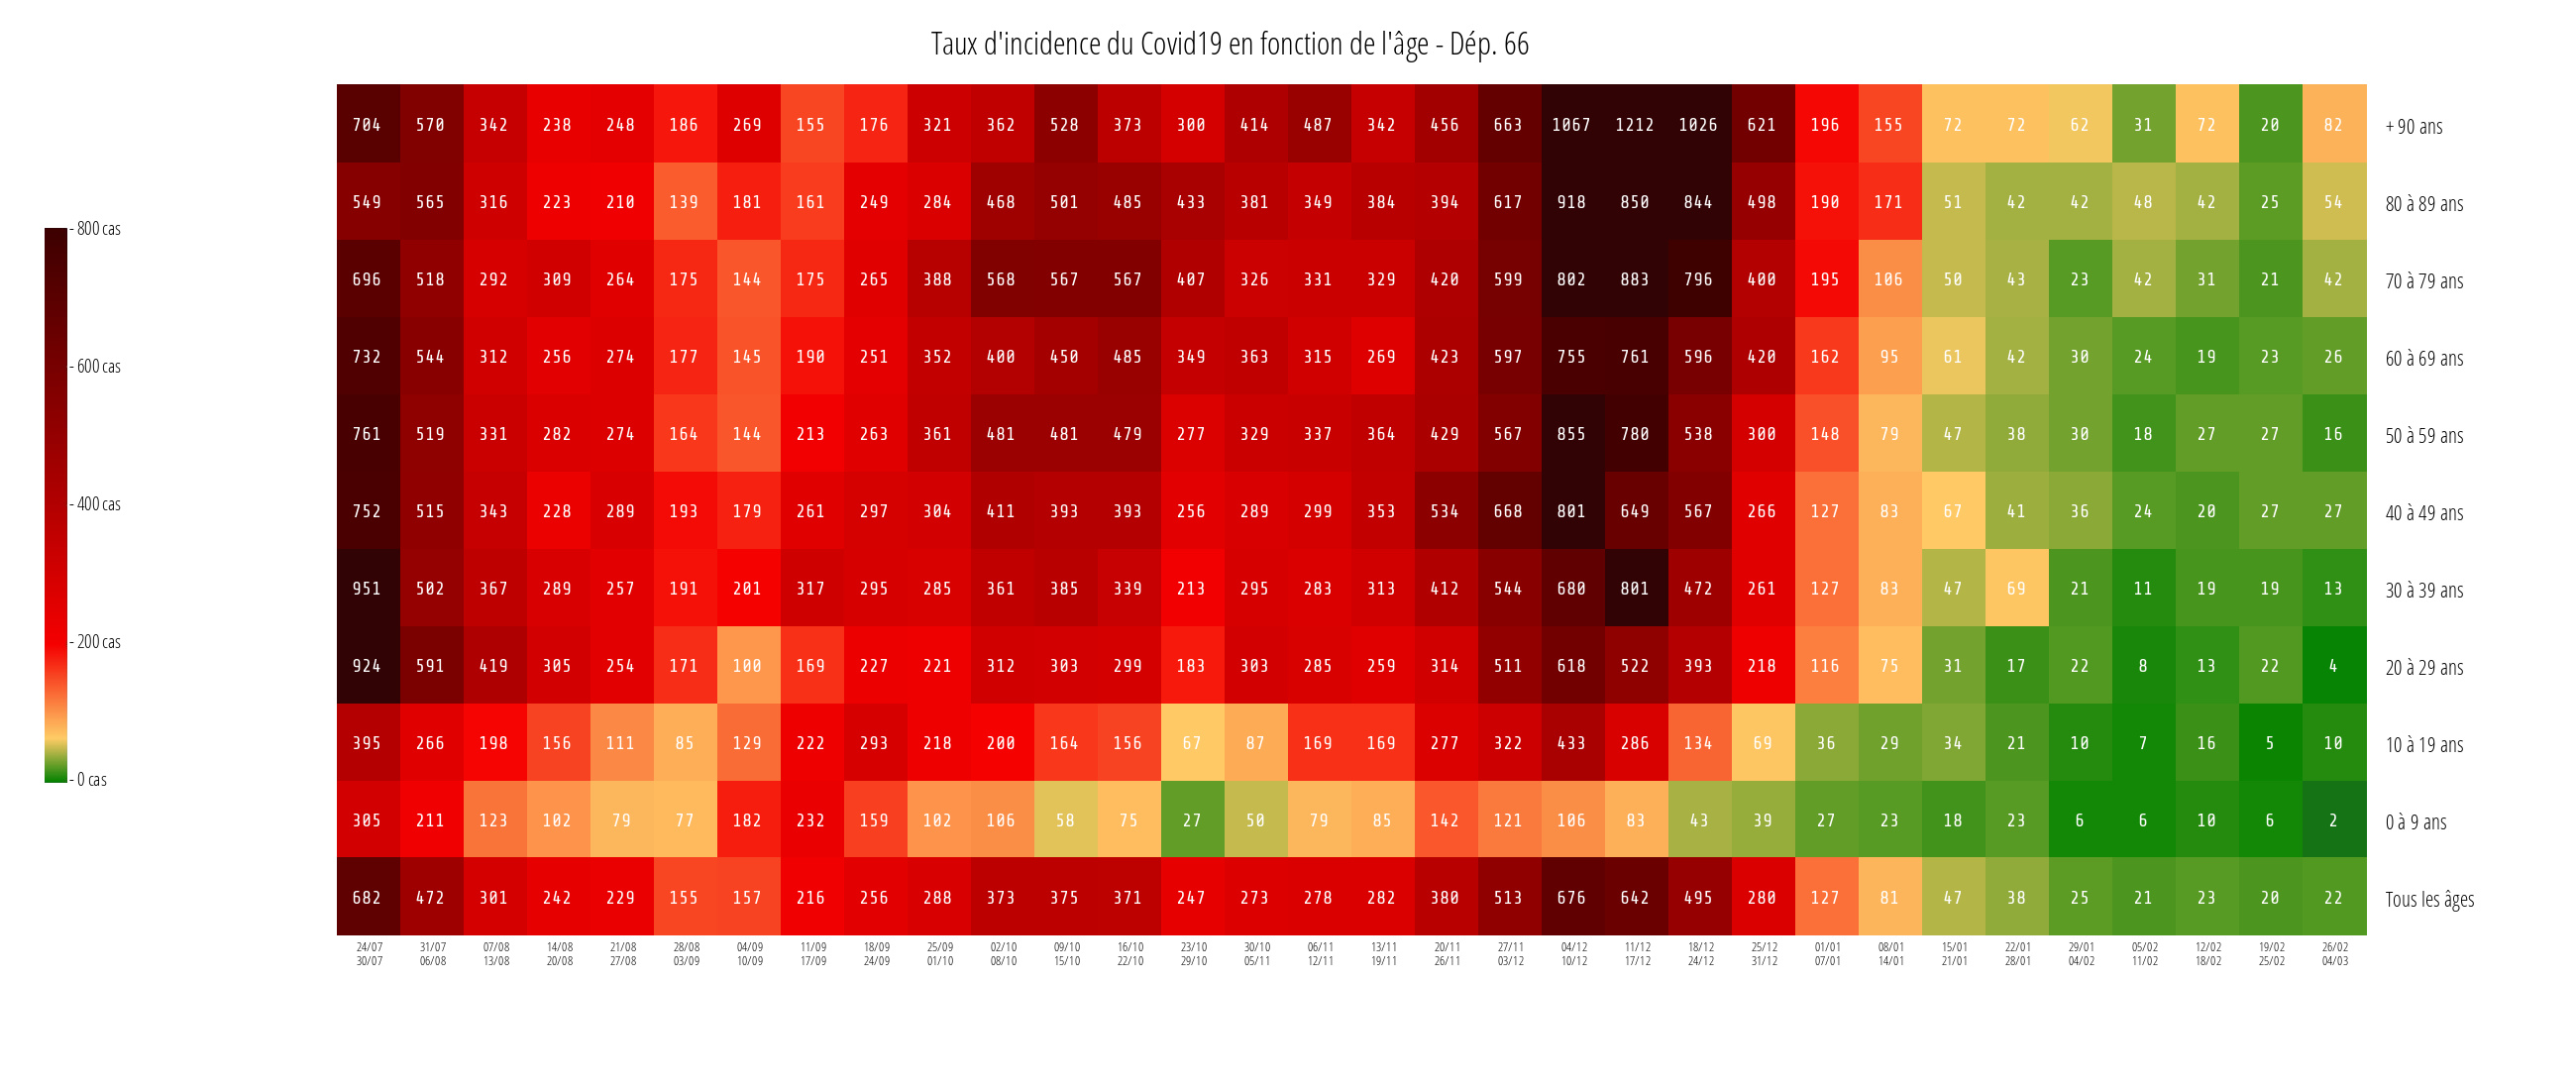 Taux d'incidence du Covid19 en fonction de l'âge - Dép. 66
- 800 cas
- 600 cas
- 400 cas
- 200 cas
- 0 cas
704 570 342 238 248 186 269 155 176 321 362 528 373 300 414 487 342 456 663 1067 1212 1026 621 196 155 72 72 62 31 72 20 82 + 90 ans
549 565 316 223 210 139 181 161 249 284 468 501 485 433 381 349 384 394 617 918 850 844 498 190 171 51 42 42 48 42 25 54 80 à 89 ans
696 518 292 309 264 175 144 175 265 388 568 567 567 407 326 331 329 420 599 802 883 796 400 195 106 50 43 23 42 31 21 42 70 à 79 ans
732 544 312 256 274 177 145 190 251 352 400 450 485 349 363 315 269 423 597 755 761 596 420 162 95 61 42 30 24 19 23 26 60 à 69 ans
761 519 331 282 274 164 144 213 263 361 481 481 479 277 329 337 364 429 567 855 780 538 300 148 79 47 38 30 18 27 27 16 50 à 59 ans
752 515 343 228 289 193 179 261 297 304 411 393 393 256 289 299 353 534 668 801 649 567 266 127 83 67 41 36 24 20 27 27 40 à 49 ans
951 502 367 289 257 191 201 317 295 285 361 385 339 213 295 283 313 412 544 680 801 472 261 127 83 47 69 21 11 19 19 13 30 à 39 ans
924 591 419 305 254 171 100 169 227 221 312 303 299 183 303 285 259 314 511 618 522 393 218 116 75 31 17 22 8 13 22 4 20 à 29 ans
395 266 198 156 111 85 129 222 293 218 200 164 156 67 87 169 169 277 322 433 286 134 69 36 29 34 21 10 7 16 5 10 10 à 19 ans
305 211 123 102 79 77 182 232 159 102 106 58 75 27 50 79 85 142 121 106 83 43 39 27 23 18 23 6 6 10 6 2 0 à 9 ans
682 472 301 242 229 155 157 216 256 288 373 375 371 247 273 278 282 380 513 676 642 495 280 127 81 47 38 25 21 23 20 22 Tous les âges
24/07 31/07 07/08 14/08 21/08 28/08 04/09 11/09 18/09 25/09 02/10 09/10 16/10 23/10 30/10 06/11 13/11 20/11 27/11 04/12 11/12 18/12 25/12 01/01 08/01 15/01 22/01 29/01 05/02 12/02 19/02 26/02
30/07 06/08 13/08 20/08 27/08 03/09 10/09 17/09 24/09 01/10 08/10 15/10 22/10 29/10 05/11 12/11 19/11 26/11 03/12 10/12 17/12 24/12 31/12 07/01 14/01 21/01 28/01 04/02 11/02 18/02 25/02 04/03